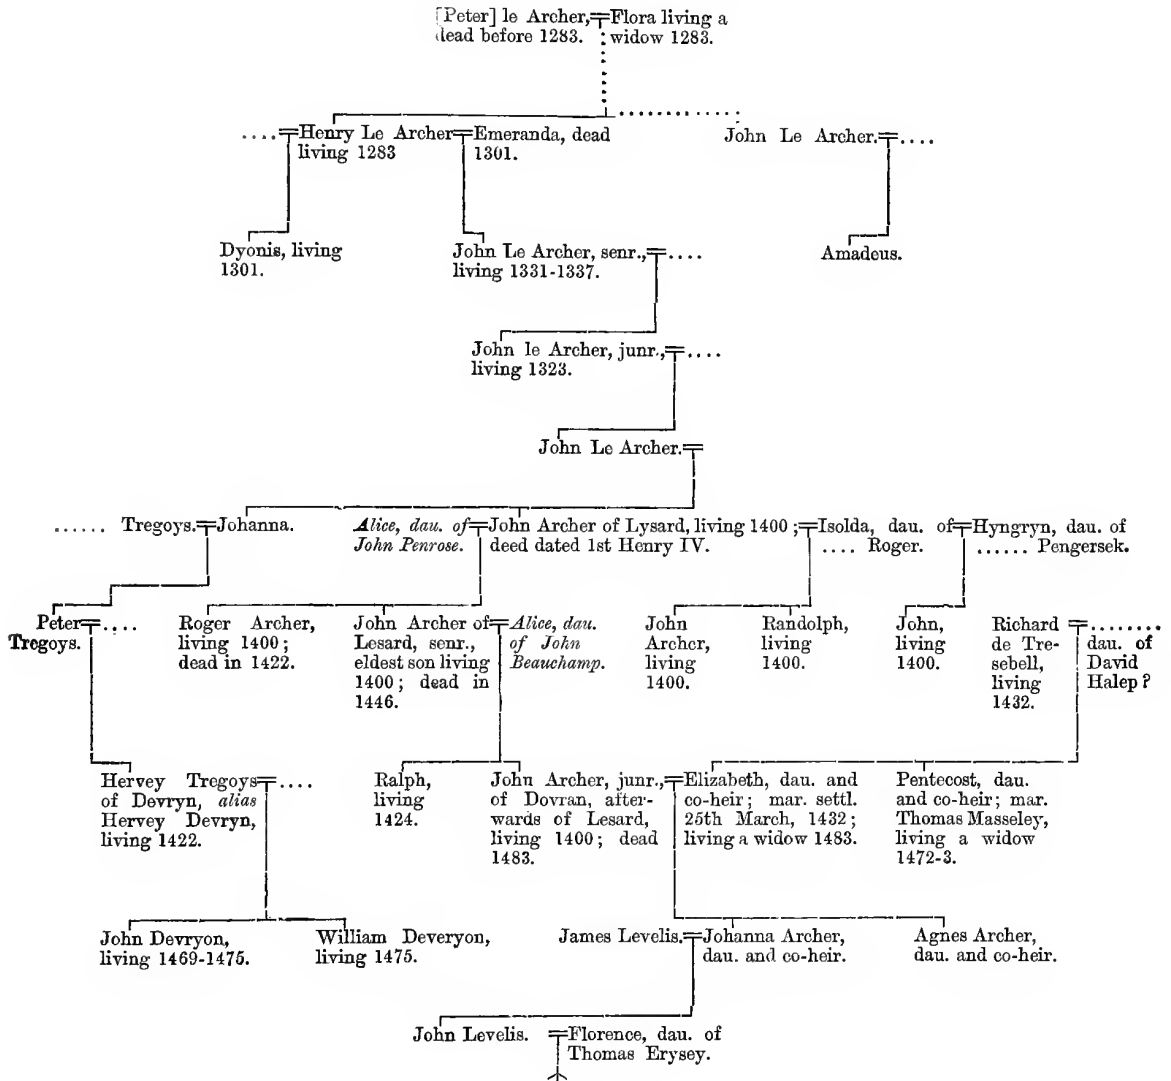 [Peter] le Archer, Flora living a
dead before 1283. widow 1283.
.... Henry Le Archer Emeranda, dead
living 1283 1301.
John Le Archer. ....
Dyonis, living
1301.
John Le Archer, senr., ....
living 1331-1337.
Amadeus.
John le Archer, junr., ....
living 1323.
John Le Archer.
...... Tregoys. Johanna.
Alice, dau. of
John Penrose.
John Archer of Lysard, living 1400;
deed dated 1st Henry IV.
Isolda, dau. of
.... Roger.
Hyngryn, dau. of
...... Pengersek.
Peter ....
Tregoys.
Roger Archer,
living 1400;
dead in 1422.
John Archer of
Lesard, senr.,
eldest son living
1400; dead in
1446.
Alice, dau.
of John
Beauchamp.
John
Archer,
living
1400.
Randolph,
living
1400.
John,
living
1400.
Richard
de Tre-
sebell,
living
1432.
........
dau. of
David
Halep?
Hervey Tregoys ....
of Devryn, alias
Hervey Devryn,
living 1422.
Ralph,
living
1424.
John Archer, junr.,
of Dovran, after-
wards of Lesard,
living 1400; dead
1483.
Elizabeth, dau. and
co-heir; mar. settl.
25th March, 1432;
living a widow 1483.
Pentecost, dau.
and co-heir; mar.
Thomas Masseley,
living a widow
1472-3.
John Devryon,
living 1469-1475.
William Deveryon,
living 1475.
James Levelis. Johanna Archer,
dau. and co-heir.
Agnes Archer,
dau. and co-heir.
John Levelis. Florence, dau. of
Thomas Erysey.